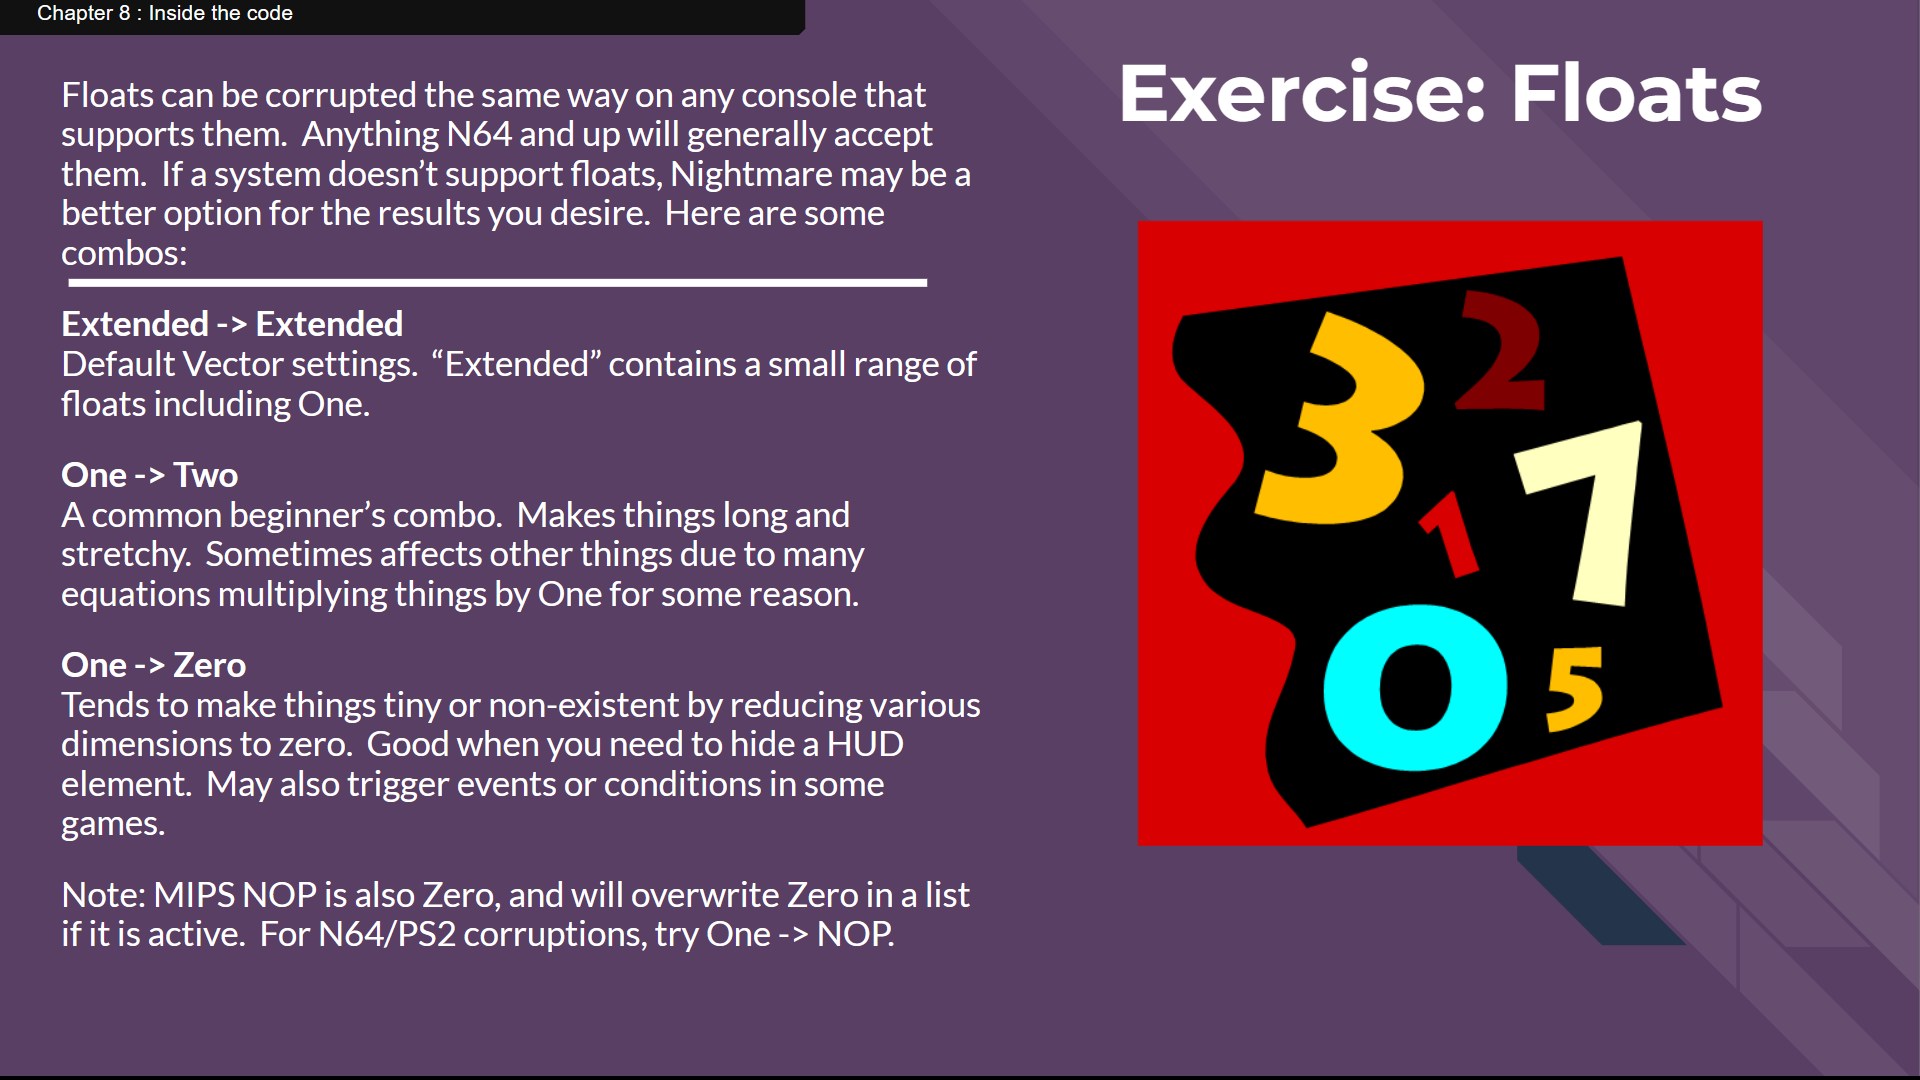 Chapter 8 : Inside the code
Exercise: Floats
Floats can be corrupted the same way on any console that
supports them.  Anything N64 and up will generally accept
them.  If a system doesn’t support floats, Nightmare may be a
better option for the results you desire.  Here are some
combos:
Extended -> Extended
Default Vector settings.  “Extended” contains a small range of
floats including One.
One -> Two
A common beginner’s combo.  Makes things long and
stretchy.  Sometimes affects other things due to many
equations multiplying things by One for some reason.
One -> Zero
Tends to make things tiny or non-existent by reducing various
dimensions to zero.  Good when you need to hide a HUD
element.  May also trigger events or conditions in some
games.
Note: MIPS NOP is also Zero, and will overwrite Zero in a list
if it is active.  For N64/PS2 corruptions, try One -> NOP.
3
2
7
1
0
5